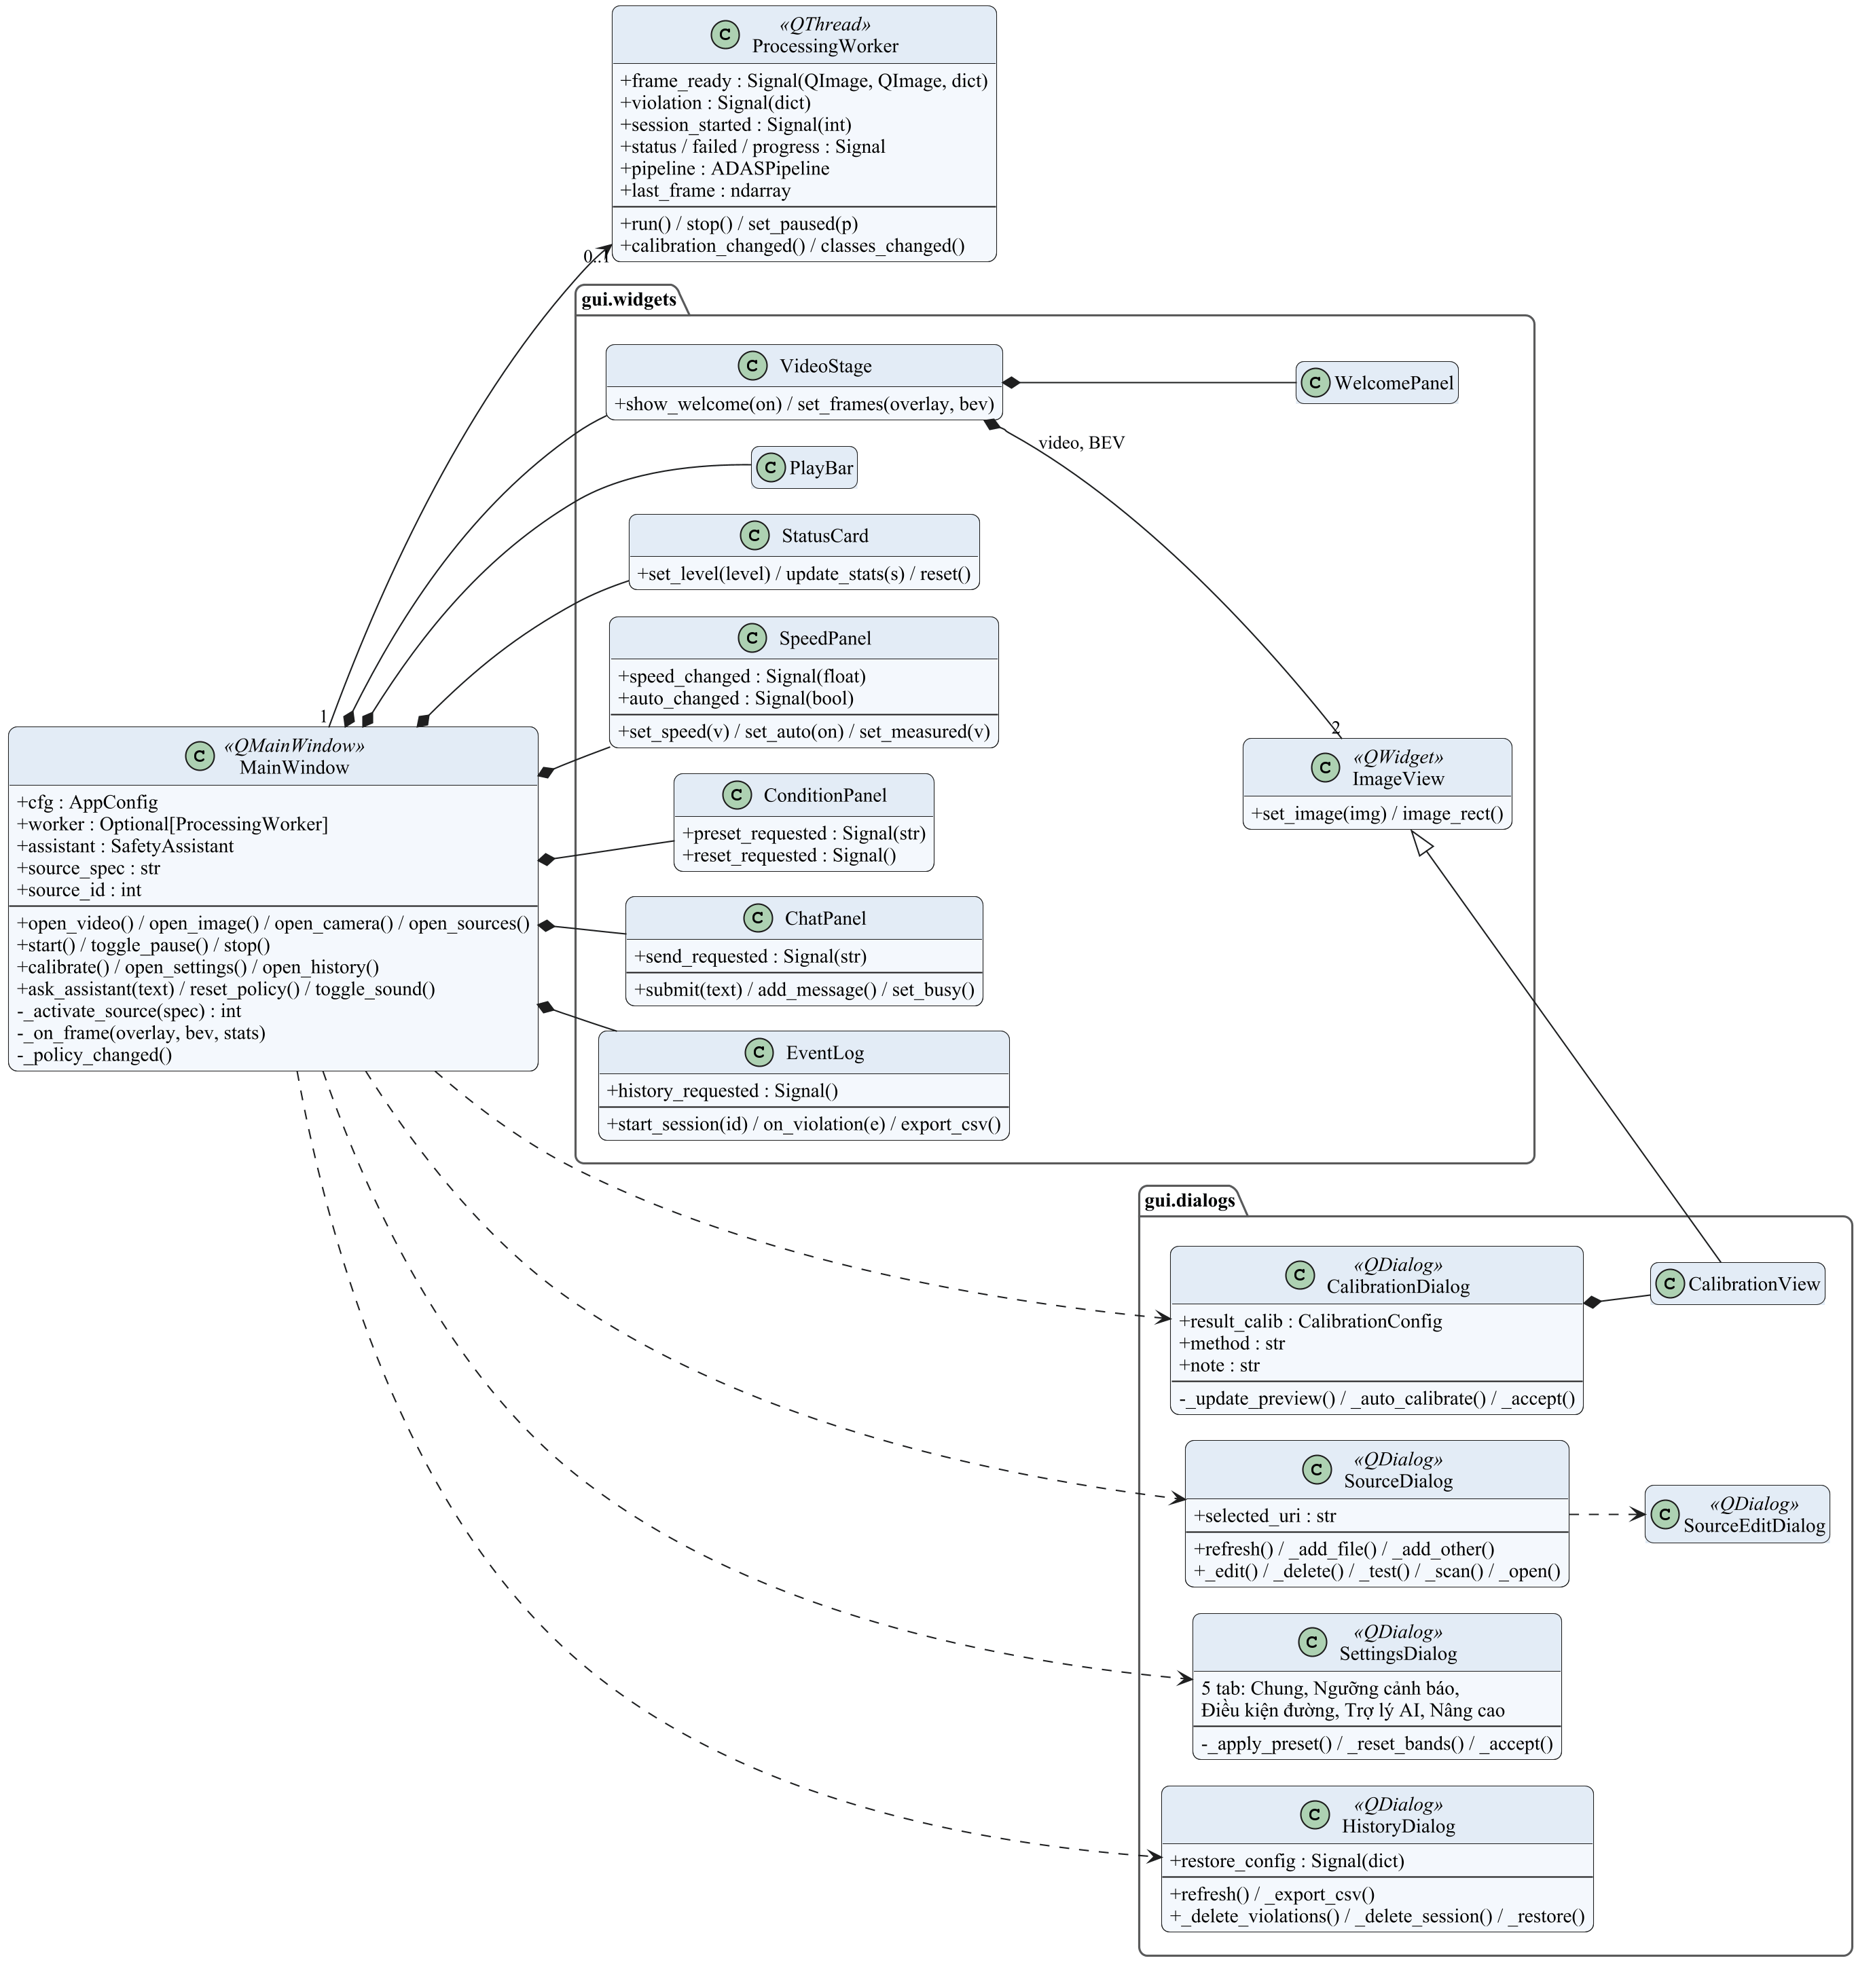 «QThread»
ProcessingWorker
+frame_ready : Signal(QImage, QImage, dict)
+violation : Signal(dict)
+session_started : Signal(int)
+status / failed / progress : Signal
+pipeline : ADASPipeline
+last_frame : ndarray
+run() / stop() / set_paused(p)
+calibration_changed() / classes_changed()
0..1
gui.widgets
C VideoStage
+show_welcome(on) / set_frames(overlay, bev)
C WelcomePanel
video, BEV
C PlayBar
C StatusCard
+set_level(level) / update_stats(s) / reset()
C SpeedPanel
+speed_changed : Signal(float)
+auto_changed : Signal(bool)
+set_speed(v) / set_auto(on) / set_measured(v)
1
C «QMainWindow»
MainWindow
+cfg : AppConfig
+worker : Optional[ProcessingWorker]
+assistant : SafetyAssistant
+source_spec : str
+source_id : int
+open_video() / open_image() / open_camera() / open_sources()
+start() / toggle_pause() / stop()
+calibrate() / open_settings() / open_history()
+ask_assistant(text) / reset_policy() / toggle_sound()
-_activate_source(spec) : int
-_on_frame(overlay, bev, stats)
-_policy_changed()
2
C «QWidget»
ImageView
+set_image(img) / image_rect()
C ConditionPanel
+preset_requested : Signal(str)
+reset_requested : Signal()
C ChatPanel
+send_requested : Signal(str)
+submit(text) / add_message() / set_busy()
C EventLog
+history_requested : Signal()
+start_session(id) / on_violation(e) / export_csv()
gui.dialogs
C «QDialog»
CalibrationDialog
+result_calib : CalibrationConfig
+method : str
+note : str
-_update_preview() / _auto_calibrate() / _accept()
C CalibrationView
C «QDialog»
SourceDialog
+selected_uri : str
+refresh() / _add_file() / _add_other()
+_edit() / _delete() / _test() / _scan() / _open()
C «QDialog»
SourceEditDialog
C «QDialog»
SettingsDialog
5 tab: Chung, Ngưỡng cảnh báo,
Điều kiện đường, Trợ lý AI, Nâng cao
-_apply_preset() / _reset_bands() / _accept()
C «QDialog»
HistoryDialog
+restore_config : Signal(dict)
+refresh() / _export_csv()
+_delete_violations() / _delete_session() / _restore()